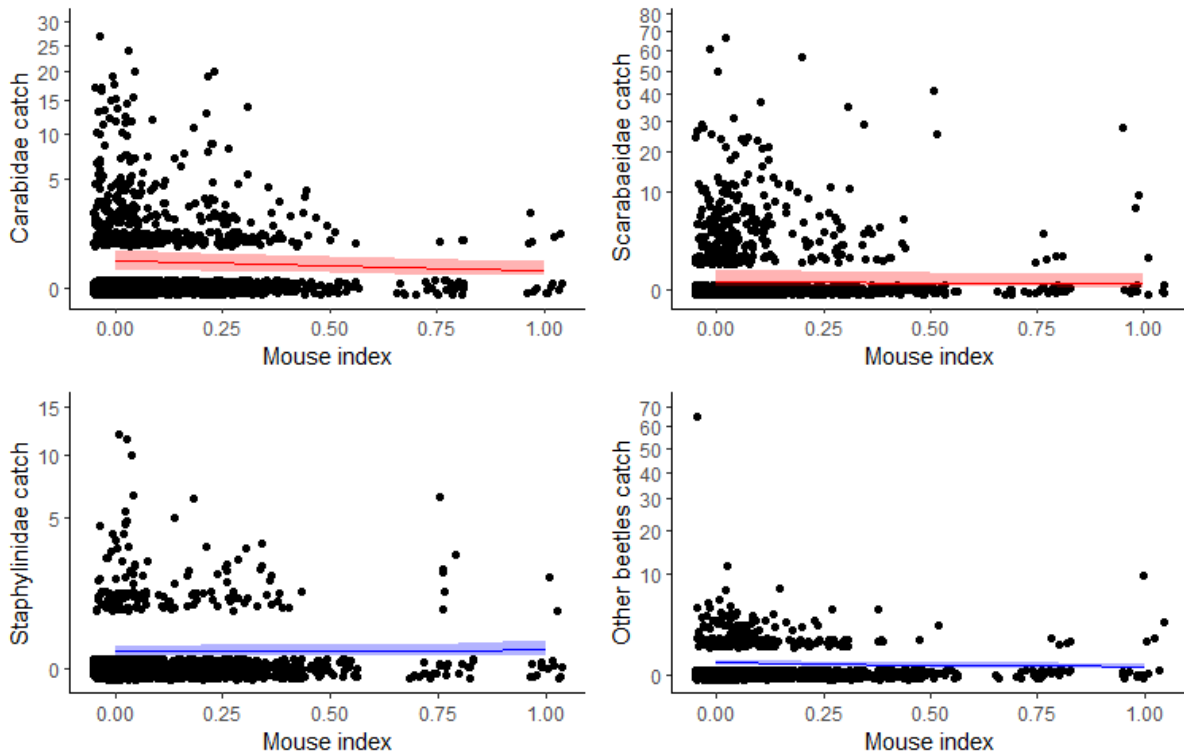 Carabidae catch
30
25
20
15
10
5
0
0.00 0.25 0.50 0.75 1.00
Mouse index
Scarabaeidae catch
80
70
60
50
40
30
20
10
0
0.00 0.25 0.50 0.75 1.00
Mouse index
Staphylinidae catch
15
10
5
0
0.00 0.25 0.50 0.75 1.00
Mouse index
Other beetles catch
70
60
50
40
30
20
10
0
0.00 0.25 0.50 0.75 1.00
Mouse index